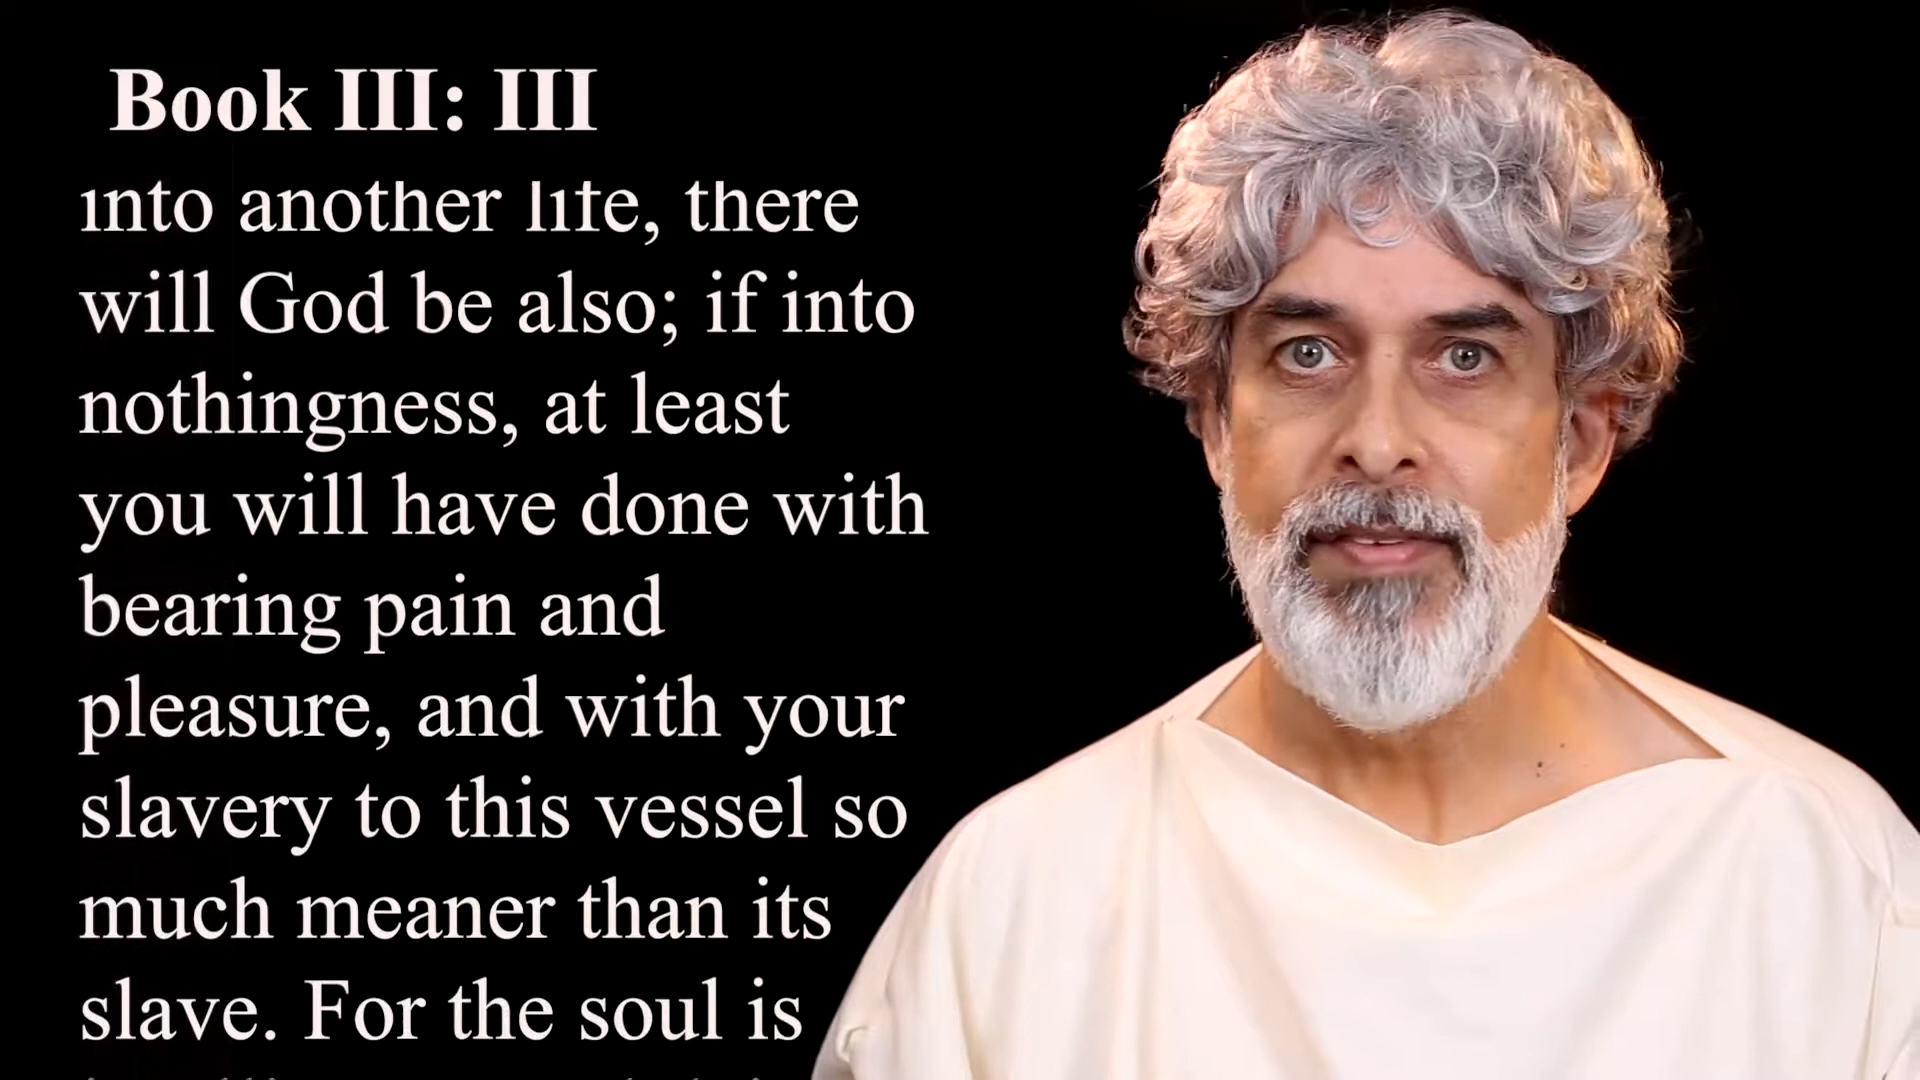 Book III: III
into another life, there
will God be also; if into
nothingness, at least
you will have done with
bearing pain and
pleasure, and with your
slavery to this vessel so
much meaner than its
slave. For the soul is